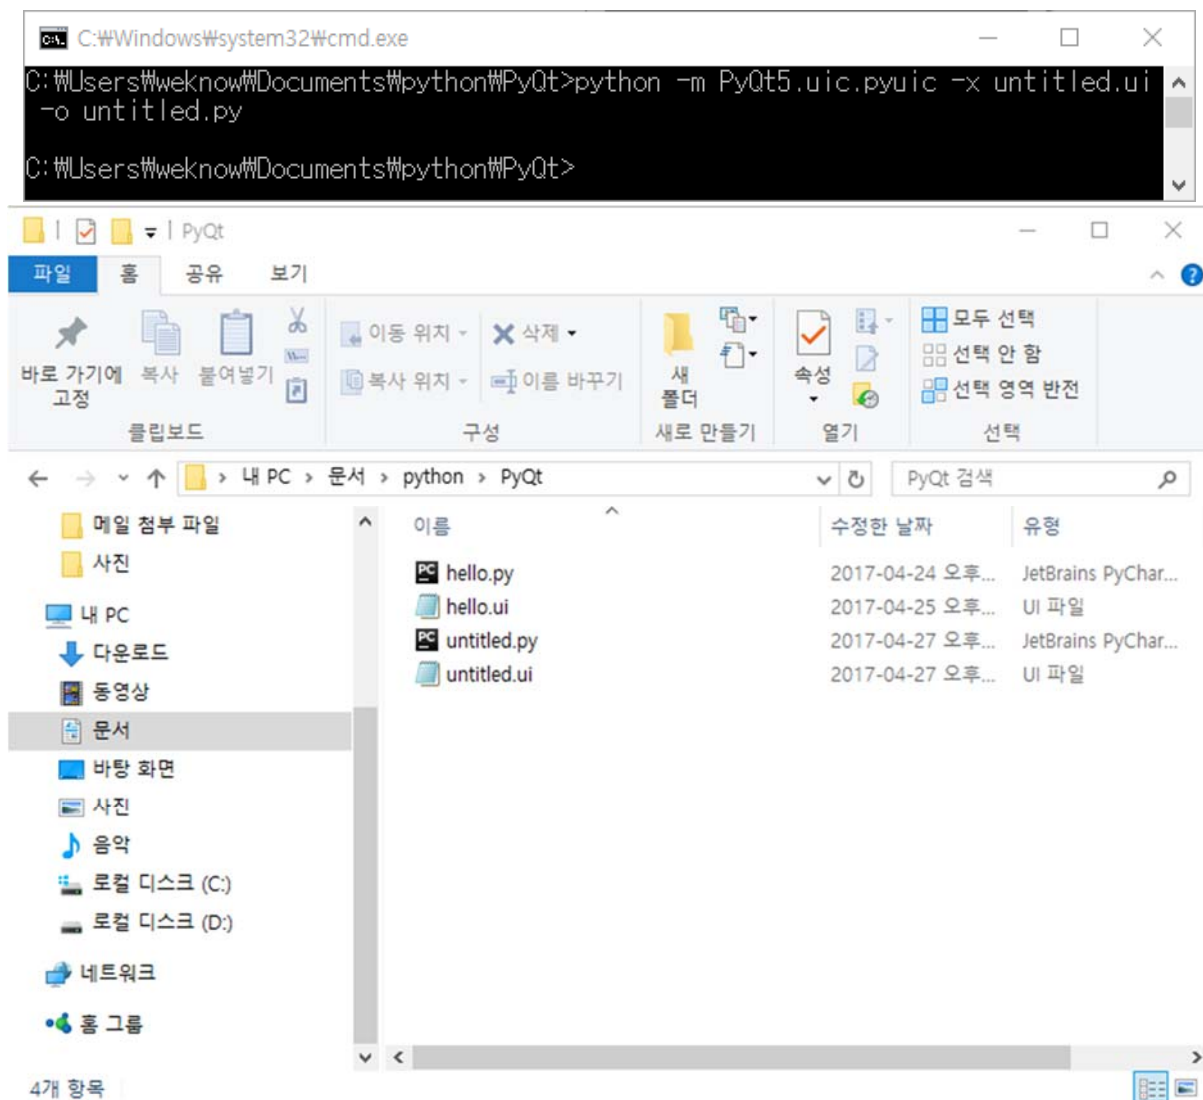 C:₩Windows₩system32₩cmd.exe
C:₩Users₩weknow₩Documents₩python₩PyQt>python -m PyQt5.uic.pyuic -x untitled.ui
-o untitled.py
C:₩Users₩weknow₩Documents₩python₩PyQt>
PyQt
파일 홈 공유 보기
바로 가기에 고정
복사
붙여넣기
이동 위치
복사 위치
삭제
이름 바꾸기
새 폴더
속성
모두 선택
선택 안 함
선택 영역 반전
클립보드 구성 새로 만들기 열기 선택
내 PC > 문서 > python > PyQt
PyQt 검색
메일 첨부 파일
사진
내 PC
다운로드
동영상
문서
바탕 화면
사진
음악
로컬 디스크 (C:)
로컬 디스크 (D:)
네트워크
홈 그룹
이름 수정한 날짜 유형
hello.py 2017-04-24 오후... JetBrains PyChar...
hello.ui 2017-04-25 오후... UI 파일
untitled.py 2017-04-27 오후... JetBrains PyChar...
untitled.ui 2017-04-27 오후... UI 파일
4개 항목